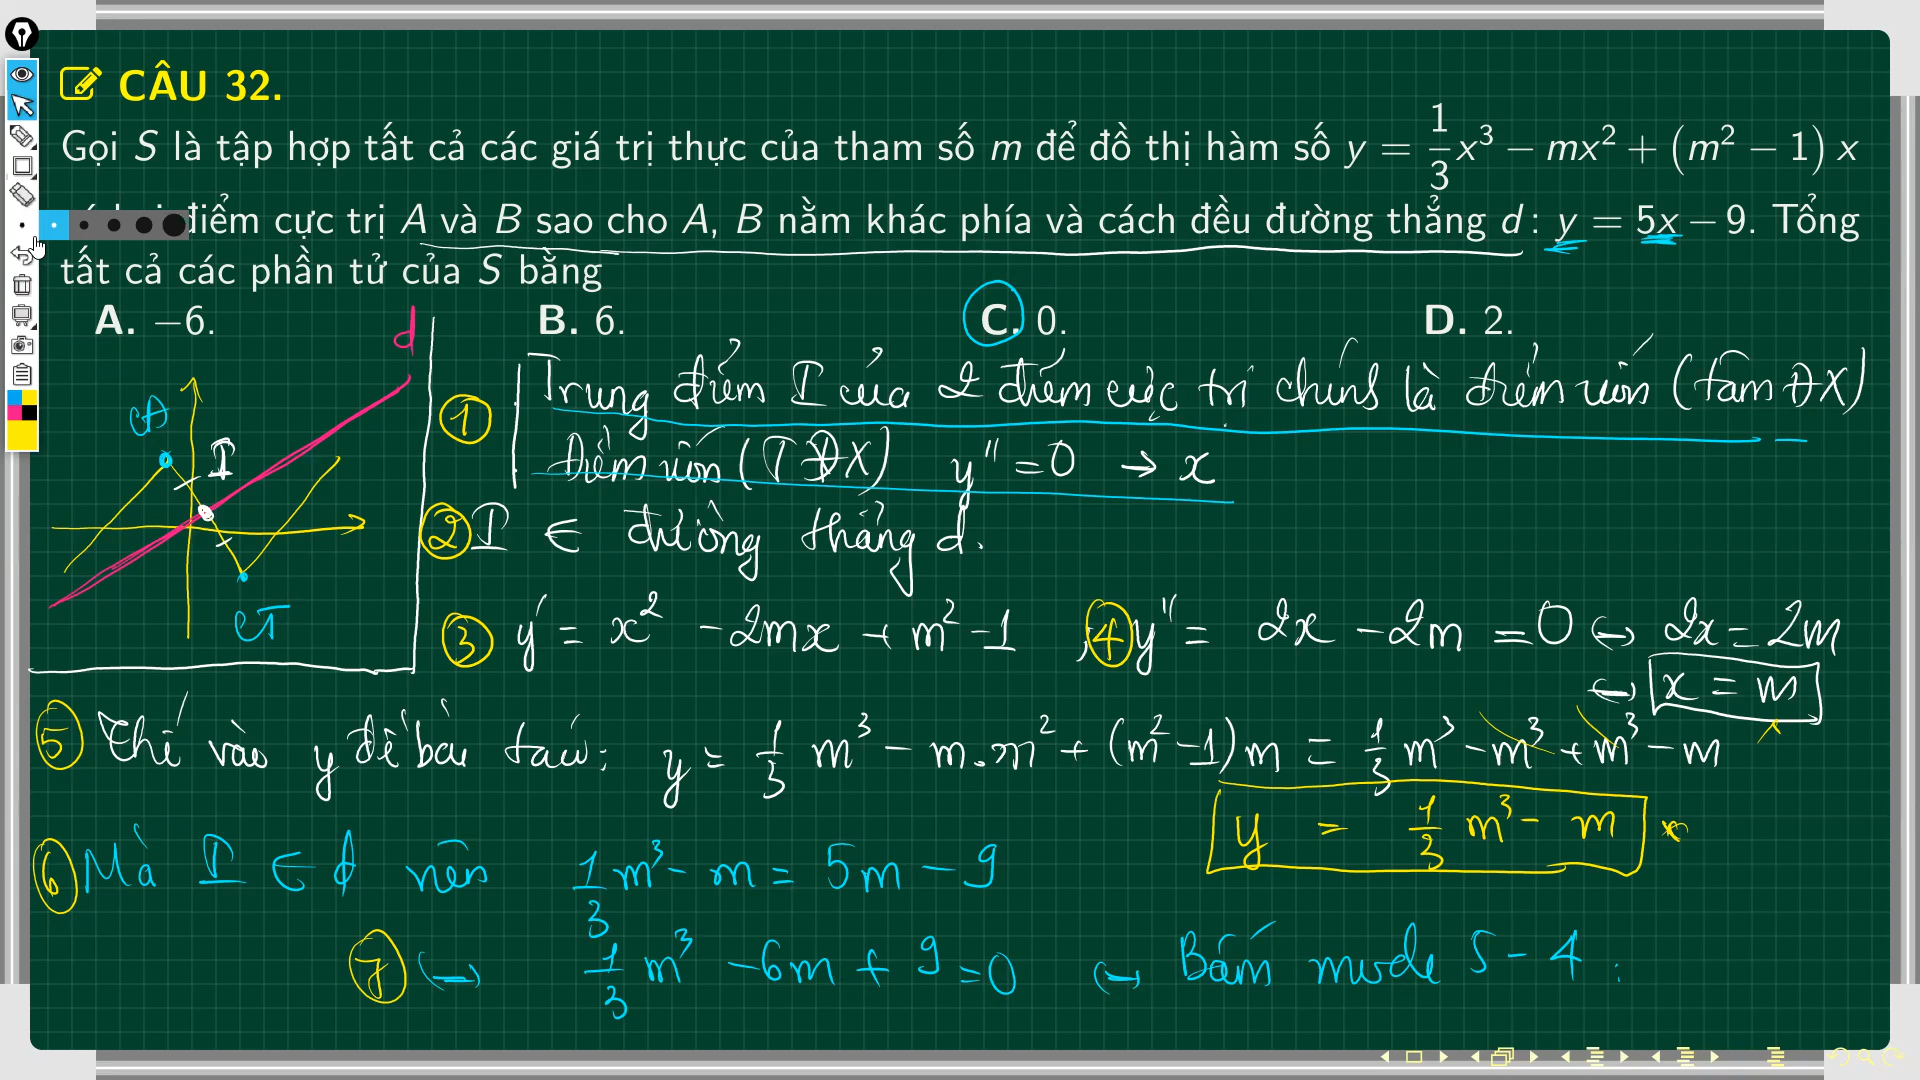 CÂU 32.
Gọi S là tập hợp tất cả các giá trị thực của tham số m để đồ thị hàm số y = 1/3 x³ − mx² + (m² − 1) x
điểm cực trị A và B sao cho A, B nằm khác phía và cách đều đường thẳng d : y = 5x − 9. Tổng
tất cả các phần tử của S bằng
A. −6. B. 6. C. 0. D. 2.
d
① Trung điểm I của 2 điểm cực trị chính là điểm uốn (tâm ĐX)
Điểm uốn (TĐX) y'' = 0 → x
I
② I ∈ đường thẳng d.
CT
③ y' = x² − 2mx + m² − 1 ; ④ y'' = 2x − 2m = 0 ↔ 2x = 2m
↔ x = m
⑤ Thế vào y đề bài y = 1/3 m³ − m.m² + (m² − 1)m = 1/3 m³ − m³ + m³ − m
y = 1/3 m³ − m
⑥ Mà I ∈ d nên 1/3 m³ − m = 5m − 9
⑦ ↔ 1/3 m³ − 6m + 9 = 0 ↔ Bấm mode 5 − 4 :